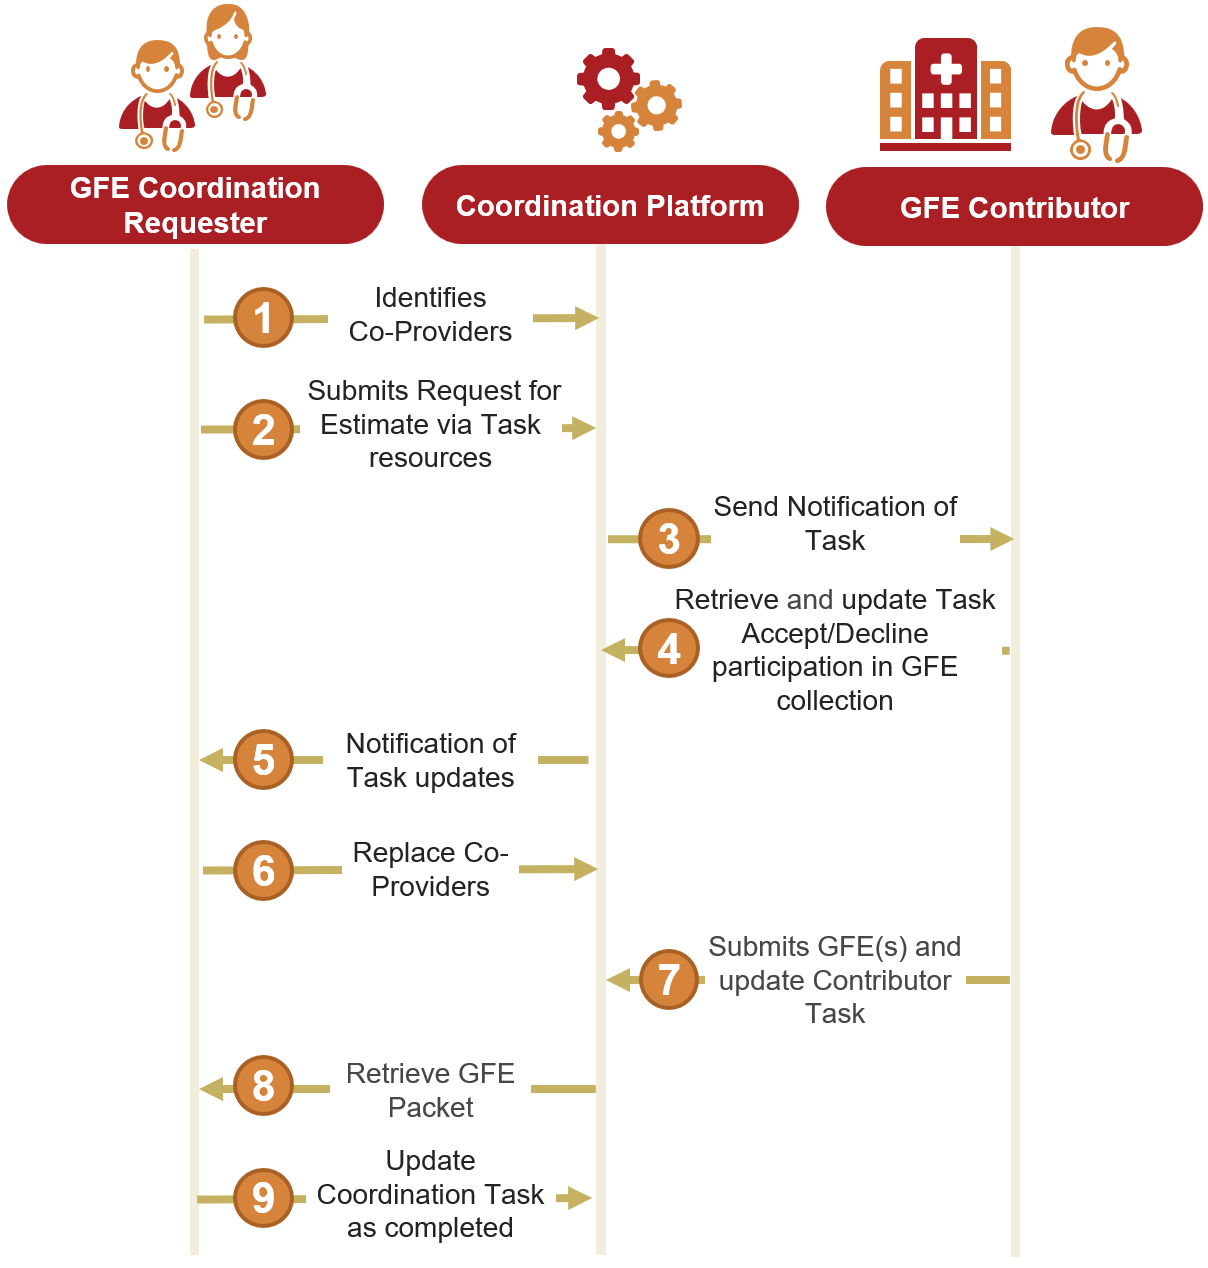 GFE Coordination
Requester
Coordination Platform
GFE Contributor
1
Identifies
Co-Providers
2
Submits Request for
Estimate via Task
resources
3
Send Notification of
Task
4
Retrieve and update Task
Accept/Decline
participation in GFE
collection
5
Notification of
Task updates
6
Replace Co-
Providers
7
Submits GFE(s) and
update Contributor
Task
8
Retrieve GFE
Packet
9
Update
Coordination Task
as completed